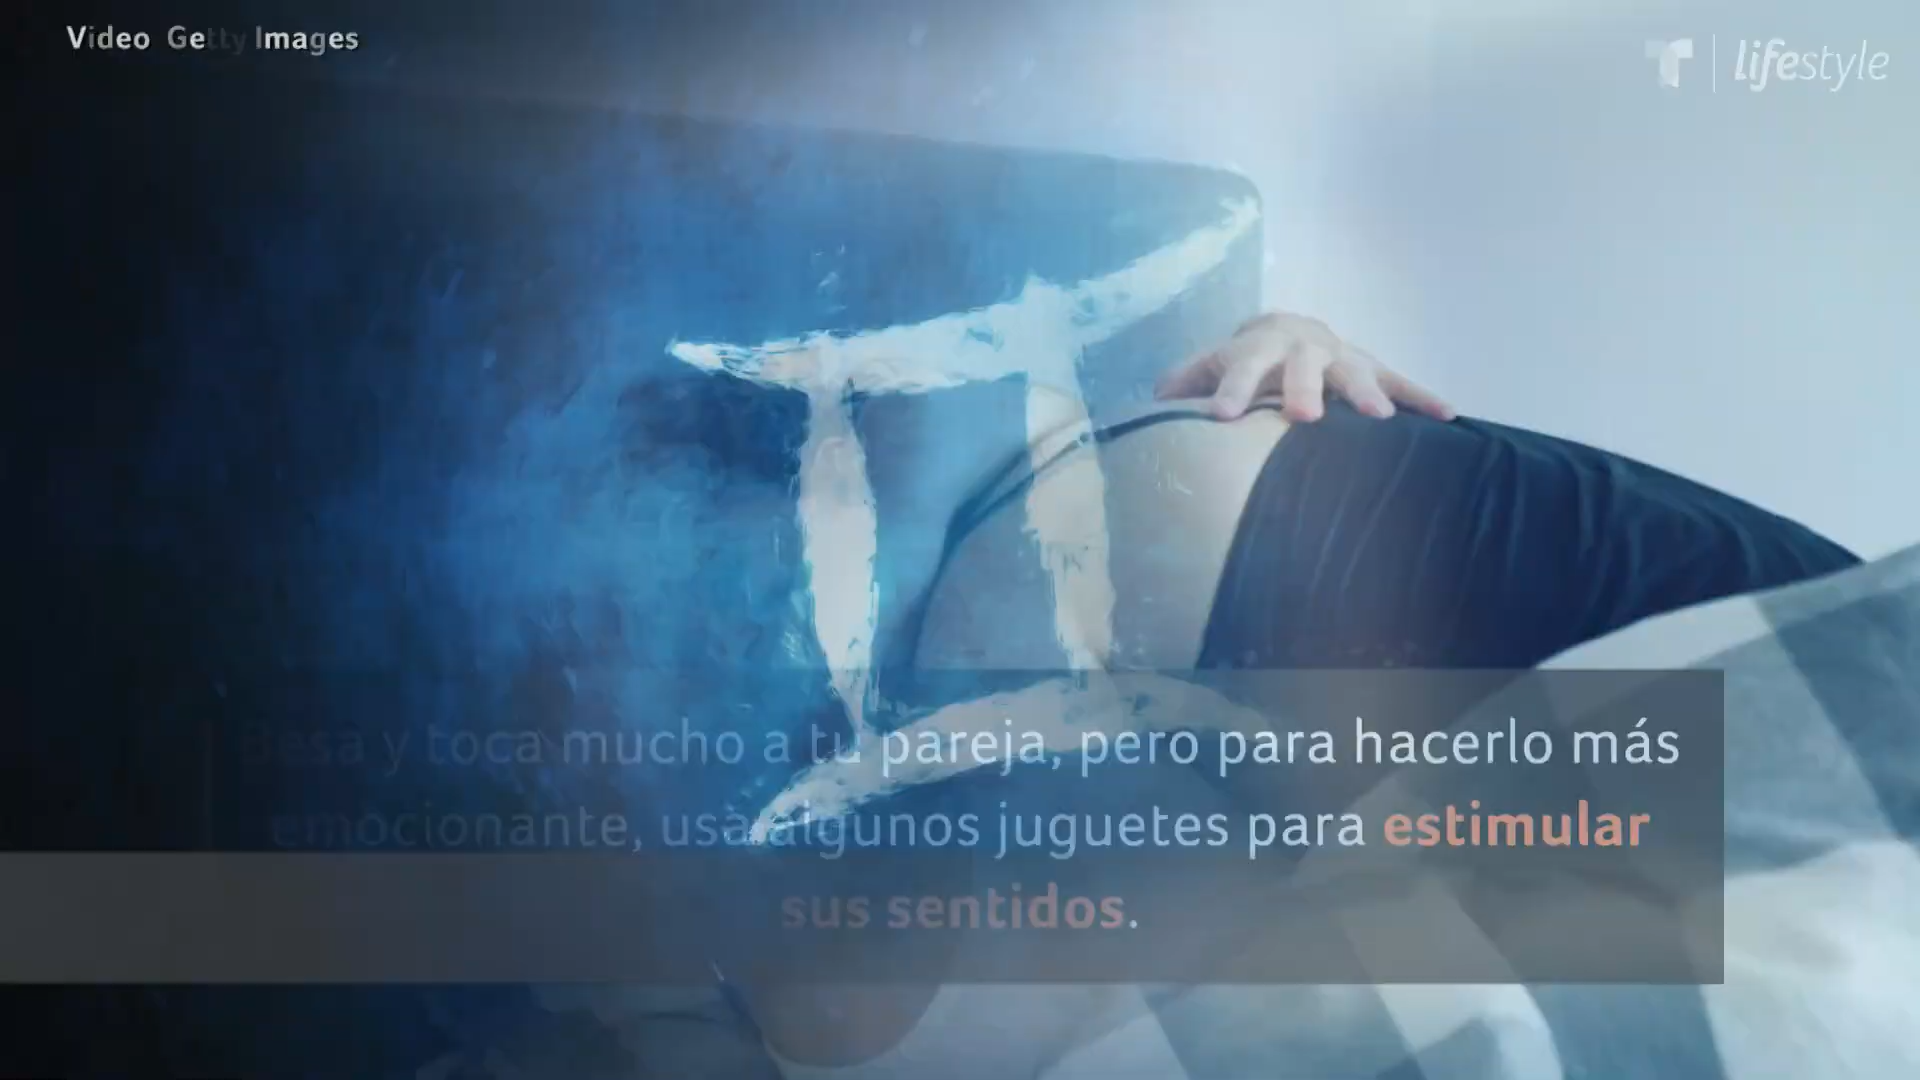 Video Getty Images
lifestyle
Besa y toca mucho a tu pareja, pero para hacerlo más
emocionante, usa algunos juguetes para estimular
sus sentidos.